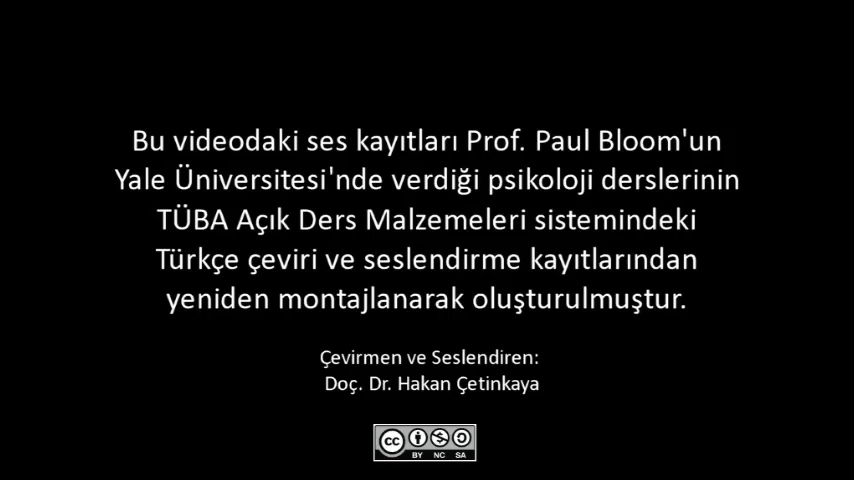 Bu videodaki ses kayıtları Prof. Paul Bloom'un
Yale Üniversitesi'nde verdiği psikoloji derslerinin
TÜBA Açık Ders Malzemeleri sistemindeki
Türkçe çeviri ve seslendirme kayıtlarından
yeniden montajlanarak oluşturulmuştur.
Çevirmen ve Seslendiren:
Doç. Dr. Hakan Çetinkaya
cc
BY NC SA